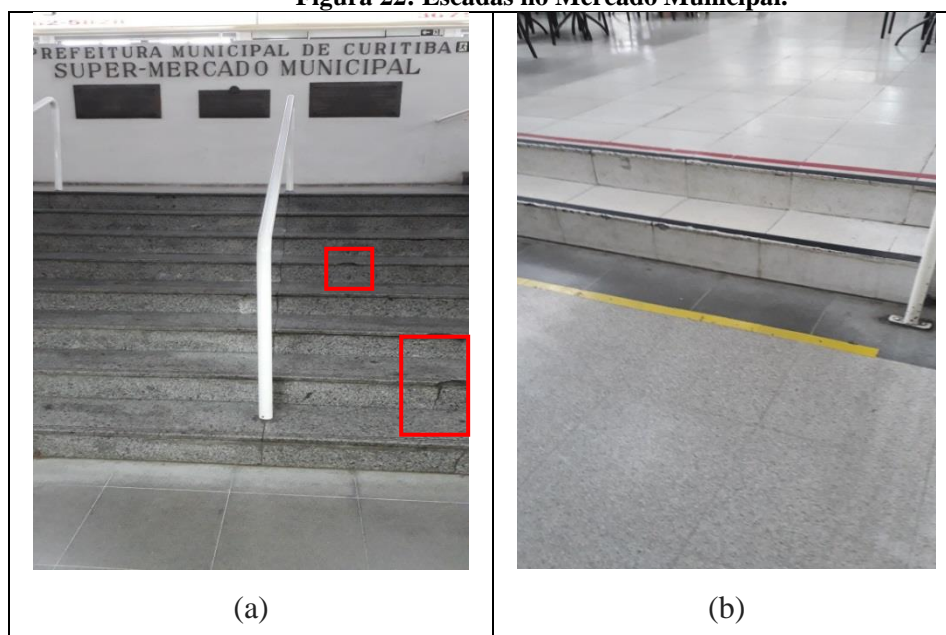 Figura 22: Escadas no Mercado Municipal.
PREFEITURA MUNICIPAL DE CURITIBA
SUPER-MERCADO MUNICIPAL
(a)
(b)